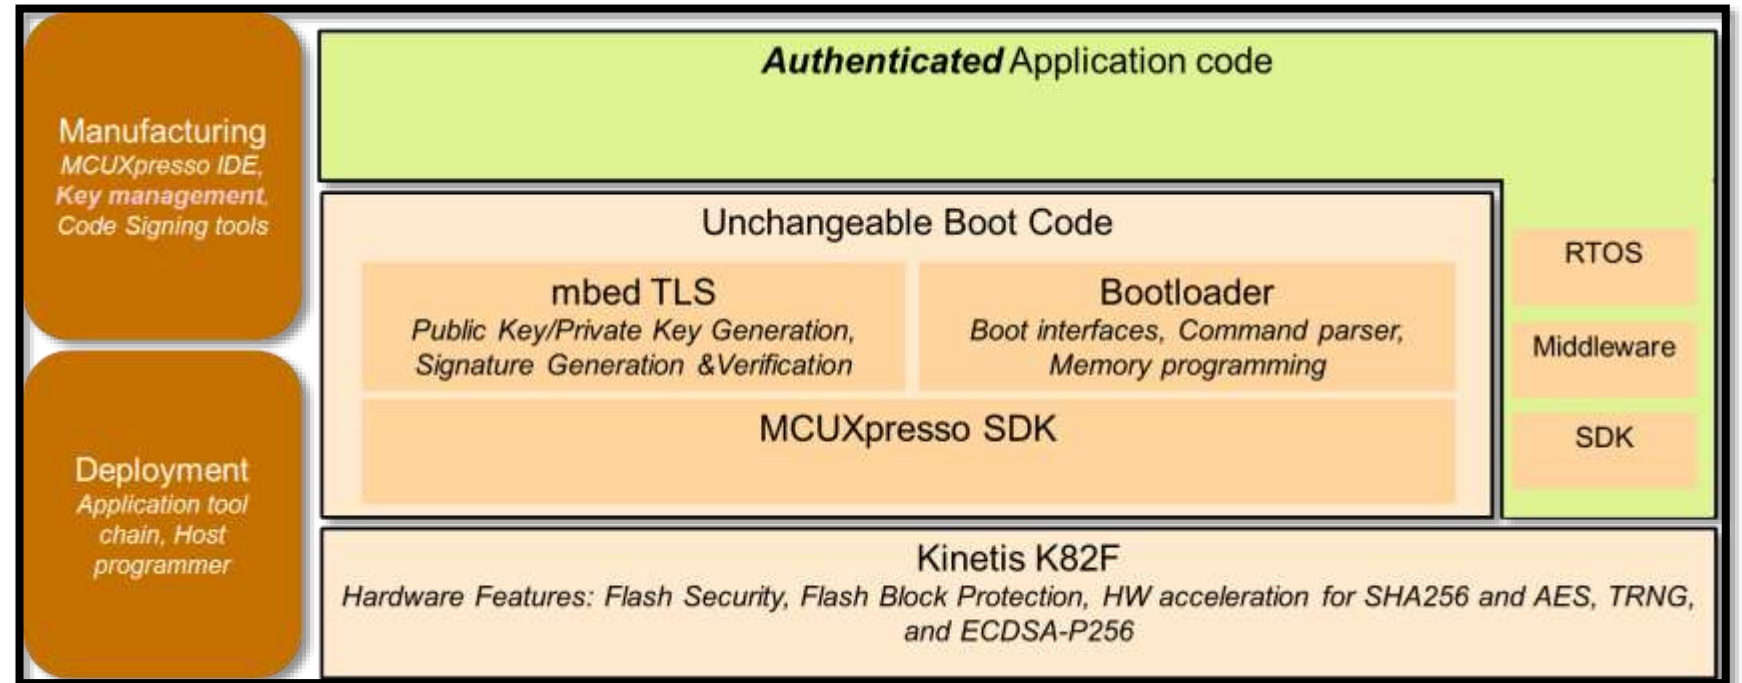 Manufacturing
MCUXpresso IDE,
Key management,
Code Signing tools
Deployment
Application tool
chain, Host
programmer
Authenticated Application code
Unchangeable Boot Code
mbed TLS
Public Key/Private Key Generation,
Signature Generation &Verification
Bootloader
Boot interfaces, Command parser,
Memory programming
MCUXpresso SDK
RTOS
Middleware
SDK
Kinetis K82F
Hardware Features: Flash Security, Flash Block Protection, HW acceleration for SHA256 and AES, TRNG,
and ECDSA-P256